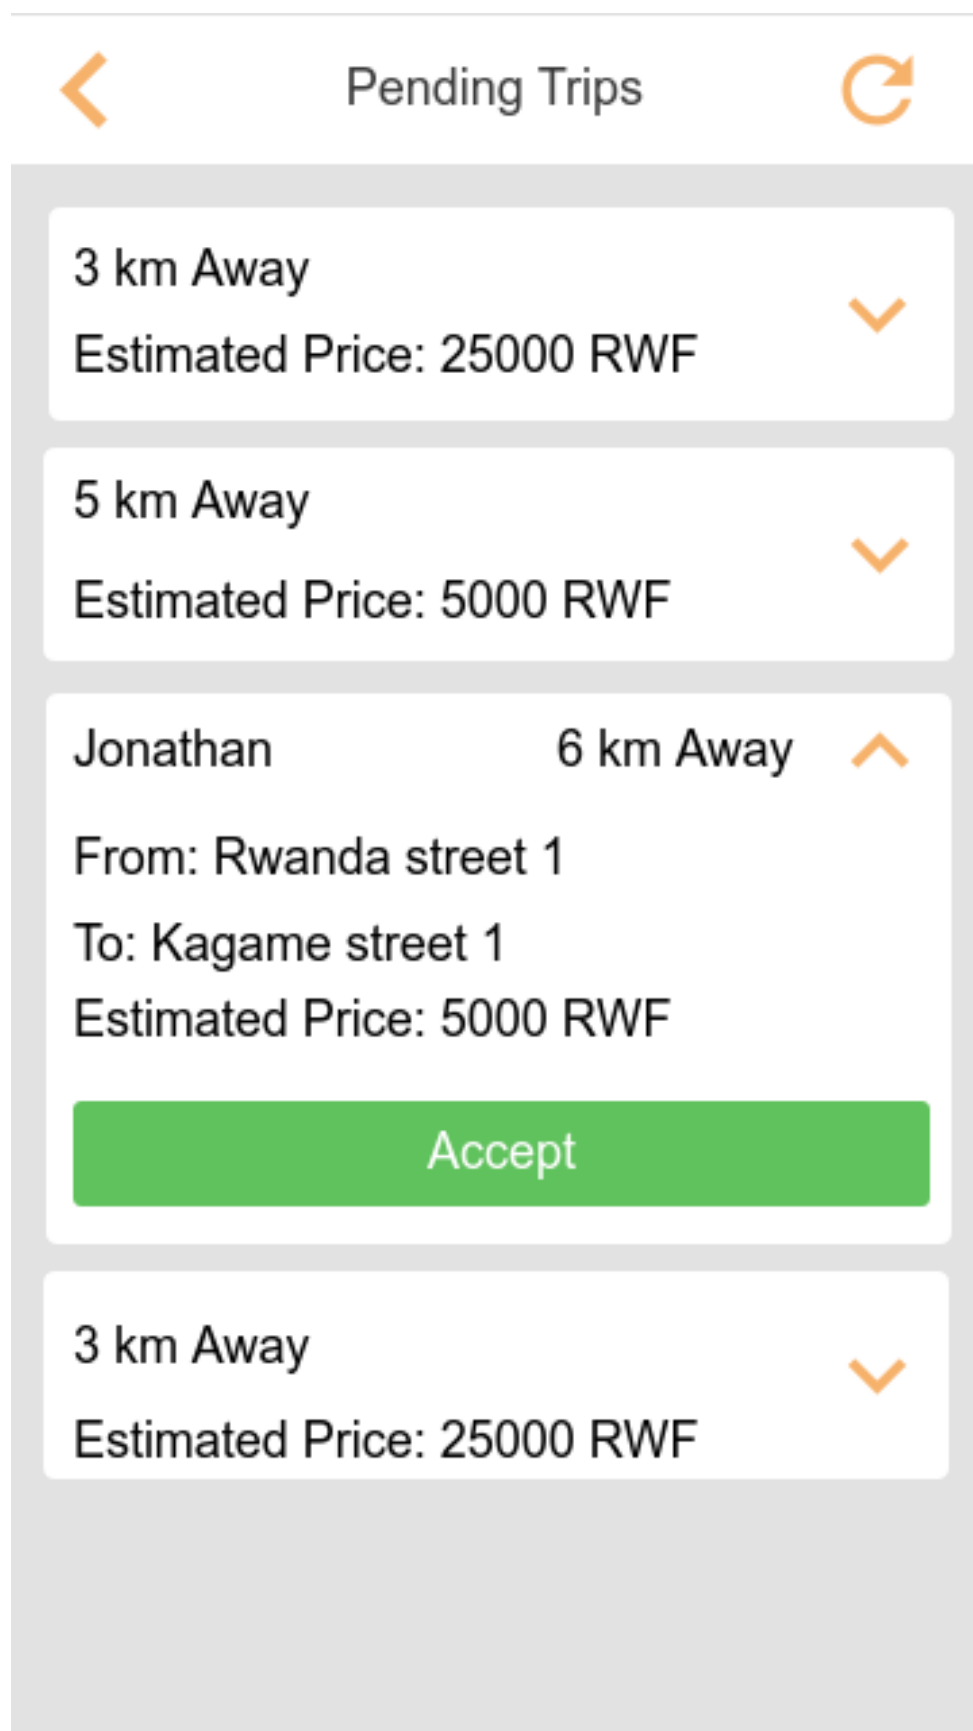 Pending Trips
3 km Away
Estimated Price: 25000 RWF
5 km Away
Estimated Price: 5000 RWF
Jonathan 6 km Away
From: Rwanda street 1
To: Kagame street 1
Estimated Price: 5000 RWF
Accept
3 km Away
Estimated Price: 25000 RWF